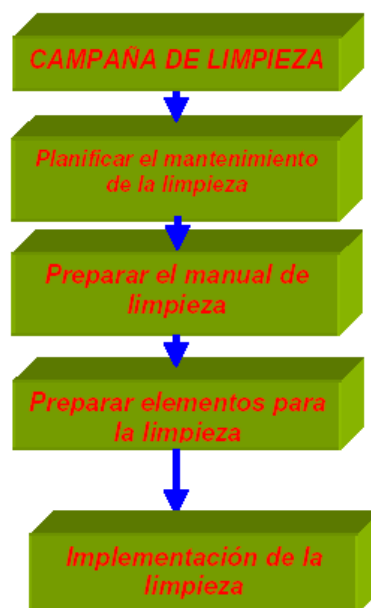 CAMPAÑA DE LIMPIEZA
Planificar el mantenimiento
de la limpieza
Preparar el manual de
limpieza
Preparar elementos para
la limpieza
Implementación de la
limpieza